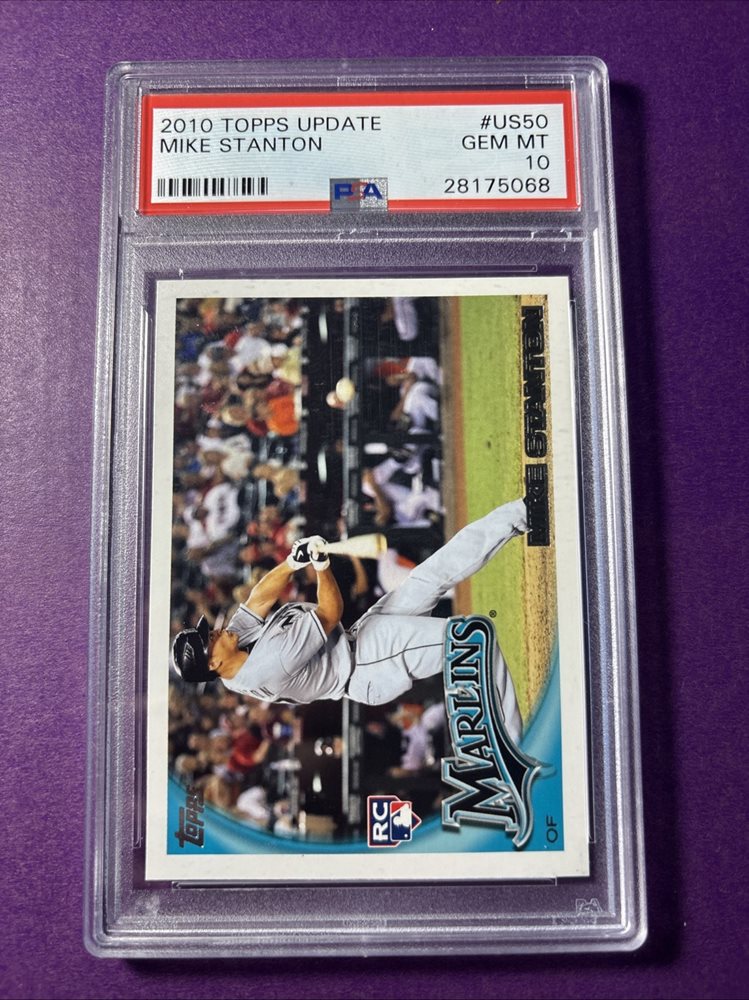 2010 TOPPS UPDATE #US50
MIKE STANTON GEM MT
10
PSA 28175068
MIKE STANTON
MARLINS®
OF
RC
TOPPS